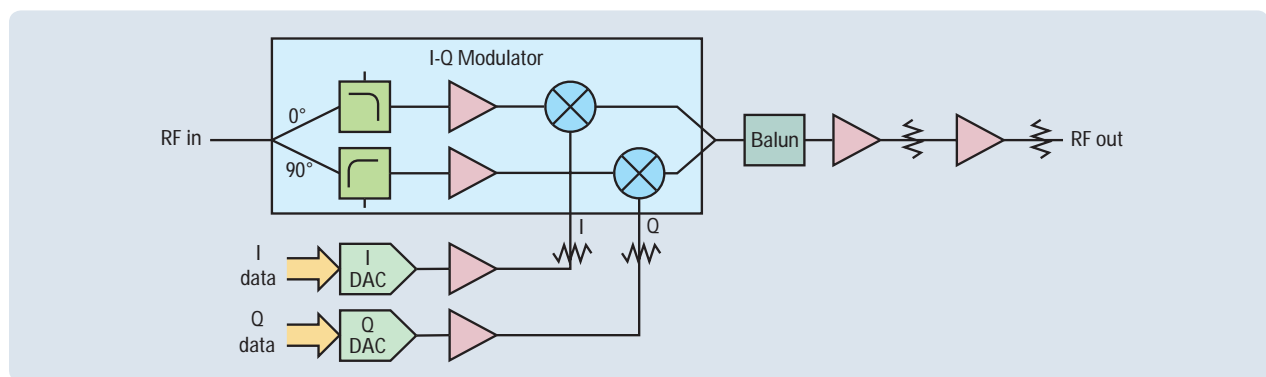 I-Q Modulator
0°
RF in
90°
Balun
RF out
I
Q
I
data
I
DAC
Q
data
Q
DAC